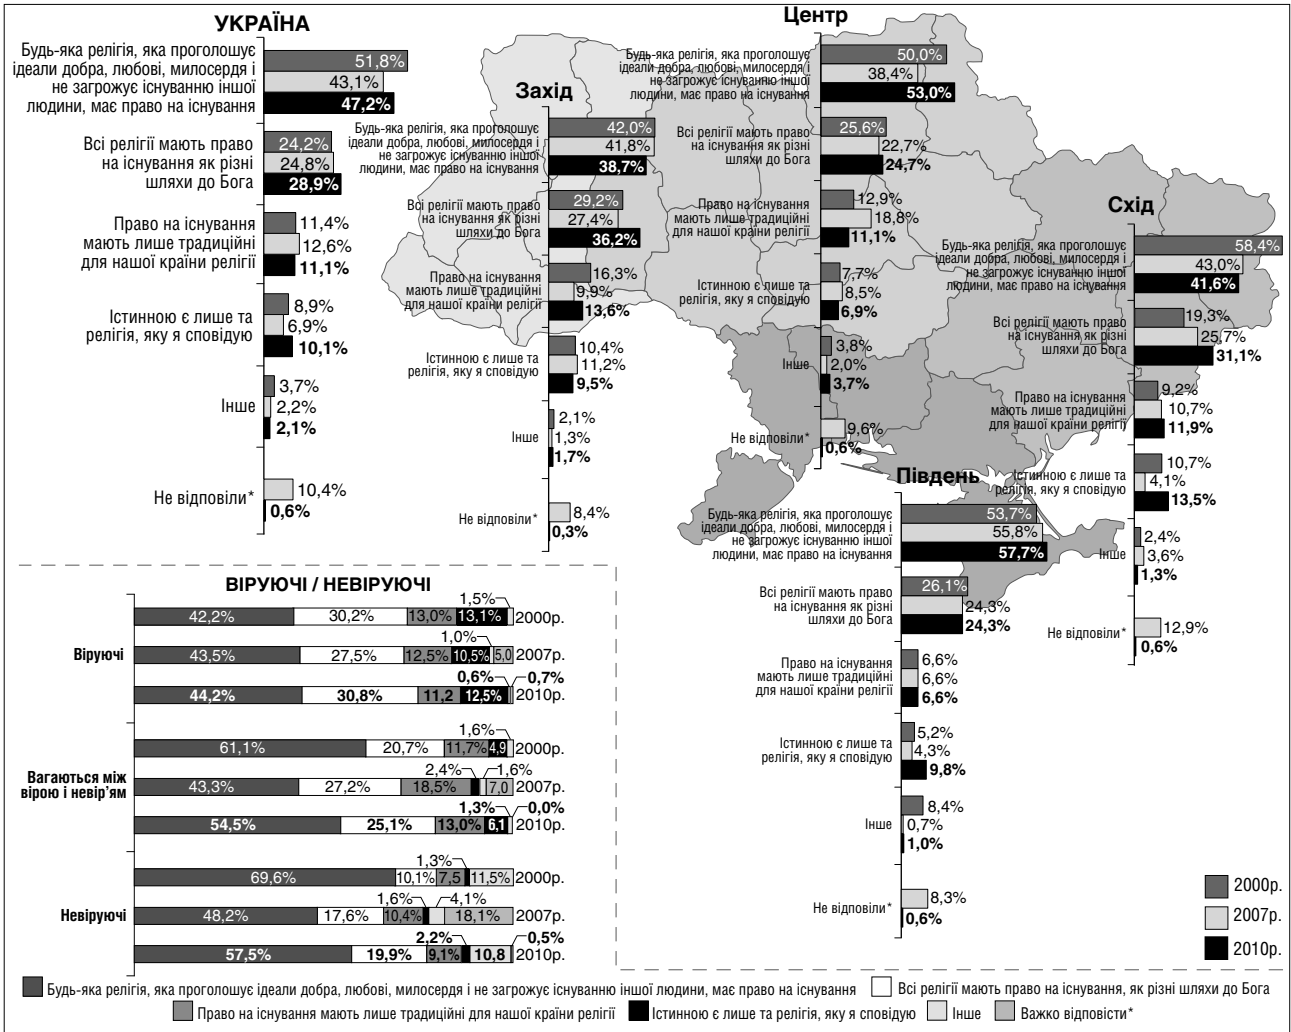 УКРАЇНА
Будь-яка релігія, яка проголошує
ідеали добра, любові, милосердя і
не загрожує існуванню іншої
людини, має право на існування
51,8%
43,1%
47,2%
Всі релігії мають право
на існування як різні
шляхи до Бога
24,2%
24,8%
28,9%
Право на існування
мають лише традиційні
для нашої країни релігії
11,4%
12,6%
11,1%
Істинною є лише та
релігія, яку я сповідую
8,9%
6,9%
10,1%
Інше
3,7%
2,2%
2,1%
Не відповіли*
10,4%
0,6%
Захід
Будь-яка релігія, яка проголошує
ідеали добра, любові, милосердя і
не загрожує існуванню іншої
людини, має право на існування
42,0%
41,8%
38,7%
Всі релігії мають право
на існування як різні
шляхи до Бога
29,2%
27,4%
36,2%
Право на існування
мають лише традиційні
для нашої країни релігії
16,3%
9,9%
13,6%
Істинною є лише та
релігія, яку я сповідую
10,4%
11,2%
9,5%
Інше
2,1%
1,3%
1,7%
Не відповіли*
8,4%
0,3%
Центр
Будь-яка релігія, яка проголошує
ідеали добра, любові, милосердя і
не загрожує існуванню іншої
людини, має право на існування
50,0%
38,4%
53,0%
Всі релігії мають право
на існування як різні
шляхи до Бога
25,6%
22,7%
24,7%
Право на існування
мають лише традиційні
для нашої країни релігії
12,9%
18,8%
11,1%
Істинною є лише та
релігія, яку я сповідую
7,7%
8,5%
6,9%
Інше
3,8%
2,0%
3,7%
Не відповіли*
9,6%
0,6%
Схід
Будь-яка релігія, яка проголошує
ідеали добра, любові, милосердя і
не загрожує існуванню іншої
людини, має право на існування
58,4%
43,0%
41,6%
Всі релігії мають право
на існування як різні
шляхи до Бога
19,3%
25,7%
31,1%
Право на існування
мають лише традиційні
для нашої країни релігії
9,2%
10,7%
11,9%
Істинною є лише та
релігія, яку я сповідую
10,7%
4,1%
13,5%
Інше
2,4%
3,6%
1,3%
Не відповіли*
12,9%
0,6%
Південь
Будь-яка релігія, яка проголошує
ідеали добра, любові, милосердя і
не загрожує існуванню іншої
людини, має право на існування
53,7%
55,8%
57,7%
Всі релігії мають право
на існування як різні
шляхи до Бога
26,1%
24,3%
24,3%
Право на існування
мають лише традиційні
для нашої країни релігії
6,6%
6,6%
6,6%
Істинною є лише та
релігія, яку я сповідую
5,2%
4,3%
9,8%
Інше
8,4%
0,7%
1,0%
Не відповіли*
8,3%
0,6%
2000р.
2007р.
2010р.
ВІРУЮЧІ / НЕВІРУЮЧІ
Віруючі
1,5%
42,2% 30,2% 13,0% 13,1% 2000р.
1,0%
43,5% 27,5% 12,5% 10,5% 5,0 2007р.
0,6% 0,7%
44,2% 30,8% 11,2 12,5% 2010р.
Вагаються між
вірою і невір'ям
1,6%
61,1% 20,7% 11,7% 4,9 2000р.
2,4% 1,6%
43,3% 27,2% 18,5% 7,0 2007р.
1,3% 0,0%
54,5% 25,1% 13,0% 6,1 2010р.
Невіруючі
1,3%
69,6% 10,1% 7,5 11,5% 2000р.
1,6% 4,1%
48,2% 17,6% 10,4% 18,1% 2007р.
2,2% 0,5%
57,5% 19,9% 9,1% 10,8 2010р.
Будь-яка релігія, яка проголошує ідеали добра, любові, милосердя і не загрожує існуванню іншої людини, має право на існування Всі релігії мають право на існування, як різні шляхи до Бога
Право на існування мають лише традиційні для нашої країни релігії Істинною є лише та релігія, яку я сповідую Інше Важко відповісти*